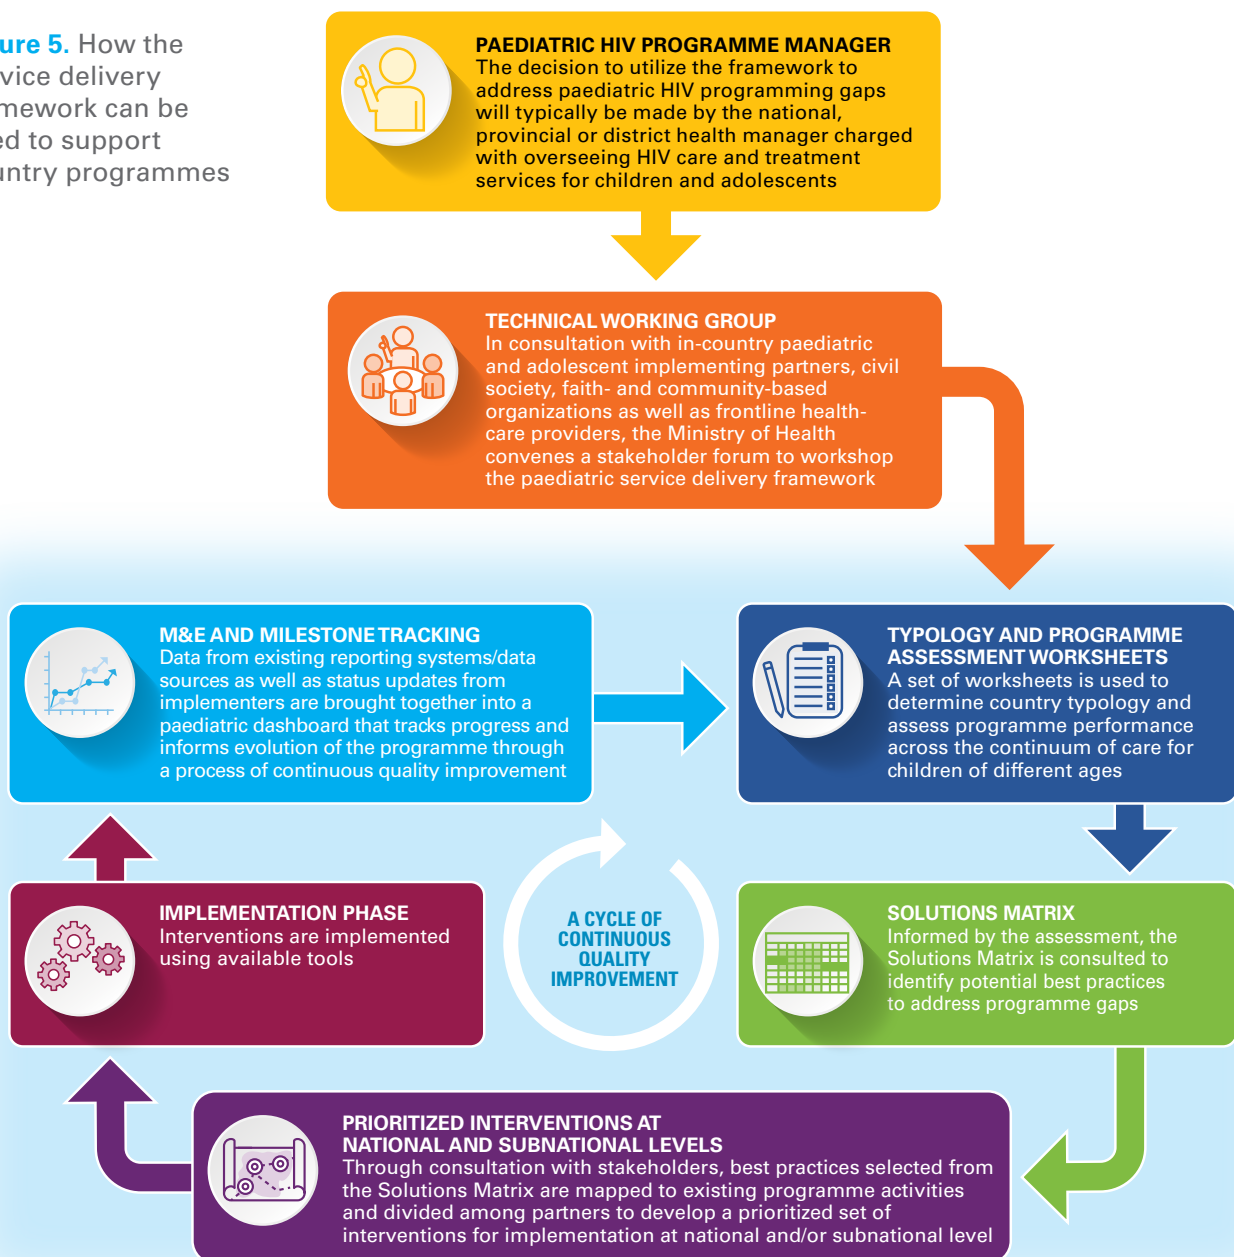 ure 5. How the
vice delivery
mework can be
ed to support
untry programmes
PAEDIATRIC HIV PROGRAMME MANAGER
The decision to utilize the framework to
address paediatric HIV programming gaps
will typically be made by the national,
provincial or district health manager charged
with overseeing HIV care and treatment
services for children and adolescents
TECHNICAL WORKING GROUP
In consultation with in-country paediatric
and adolescent implementing partners, civil
society, faith- and community-based
organizations as well as frontline health-
care providers, the Ministry of Health
convenes a stakeholder forum to workshop
the paediatric service delivery framework
M&E AND MILESTONE TRACKING
Data from existing reporting systems/data
sources as well as status updates from
implementers are brought together into a
paediatric dashboard that tracks progress and
informs evolution of the programme through
a process of continuous quality improvement
TYPOLOGY AND PROGRAMME
ASSESSMENT WORKSHEETS
A set of worksheets is used to
determine country typology and
assess programme performance
across the continuum of care for
children of different ages
IMPLEMENTATION PHASE
Interventions are implemented
using available tools
A CYCLE OF
CONTINUOUS
QUALITY
IMPROVEMENT
SOLUTIONS MATRIX
Informed by the assessment, the
Solutions Matrix is consulted to
identify potential best practices
to address programme gaps
PRIORITIZED INTERVENTIONS AT
NATIONAL AND SUBNATIONAL LEVELS
Through consultation with stakeholders, best practices selected from
the Solutions Matrix are mapped to existing programme activities
and divided among partners to develop a prioritized set of
interventions for implementation at national and/or subnational level